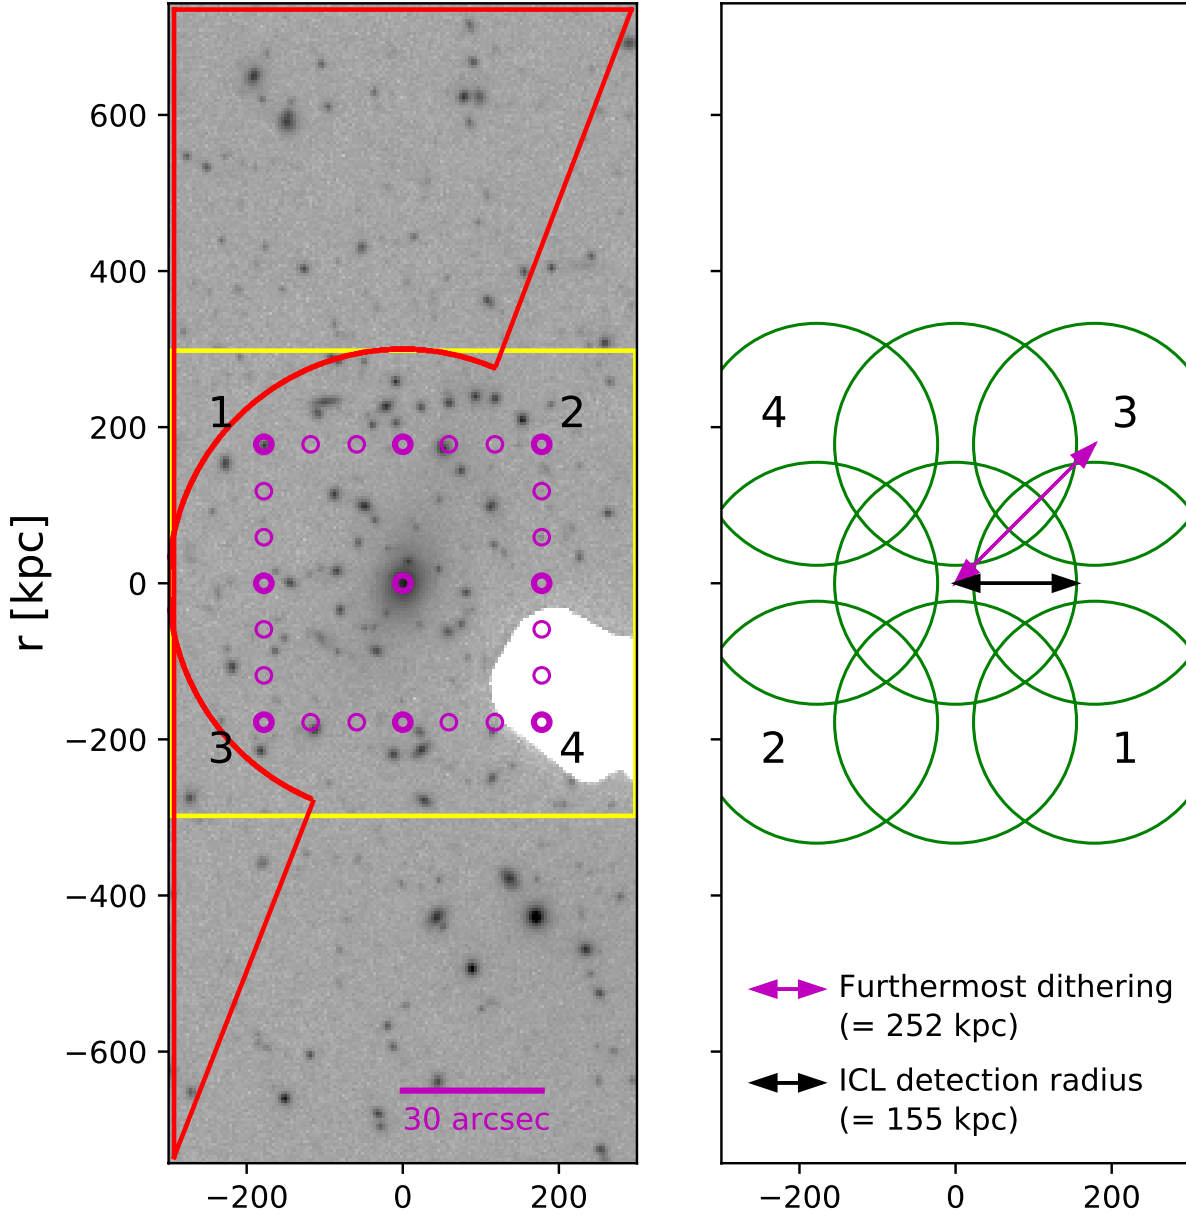 r [kpc]
600
400
200
0
−200
−400
−600
1
2
3
4
30 arcsec
−200 0 200
4
3
2
1
Furthermost dithering
(= 252 kpc)
ICL detection radius
(= 155 kpc)
−200 0 200